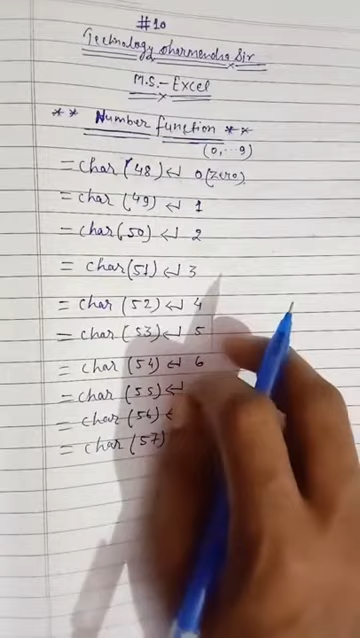 #10
Technology Dharmendra Sir
M.S.-Excel
** Number function **
(0,...9)
=char(48)↵ 0(zero)
=char(49)↵ 1
=char(50)↵ 2
=char(51)↵ 3
=char(52)↵ 4
=char(53)↵ 5
=char(54)↵ 6
=char(55)↵
=char(56)
=char(57)